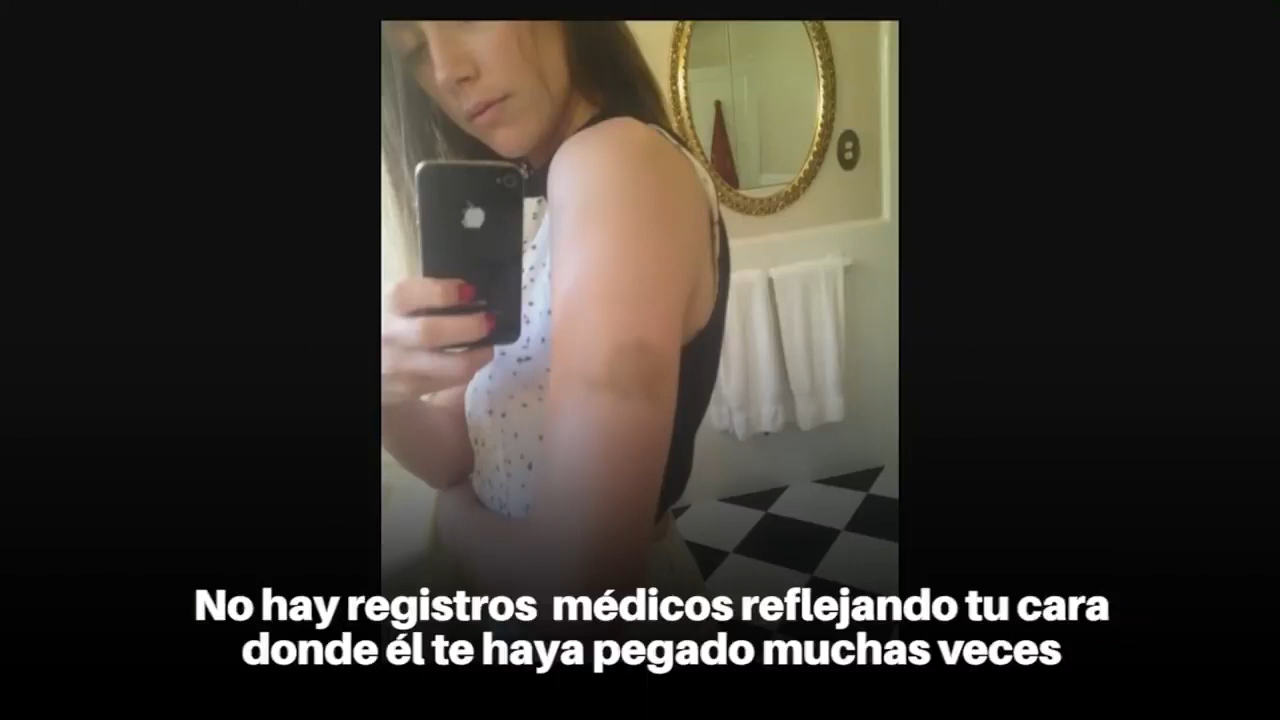 No hay registros médicos reflejando tu cara
donde él te haya pegado muchas veces